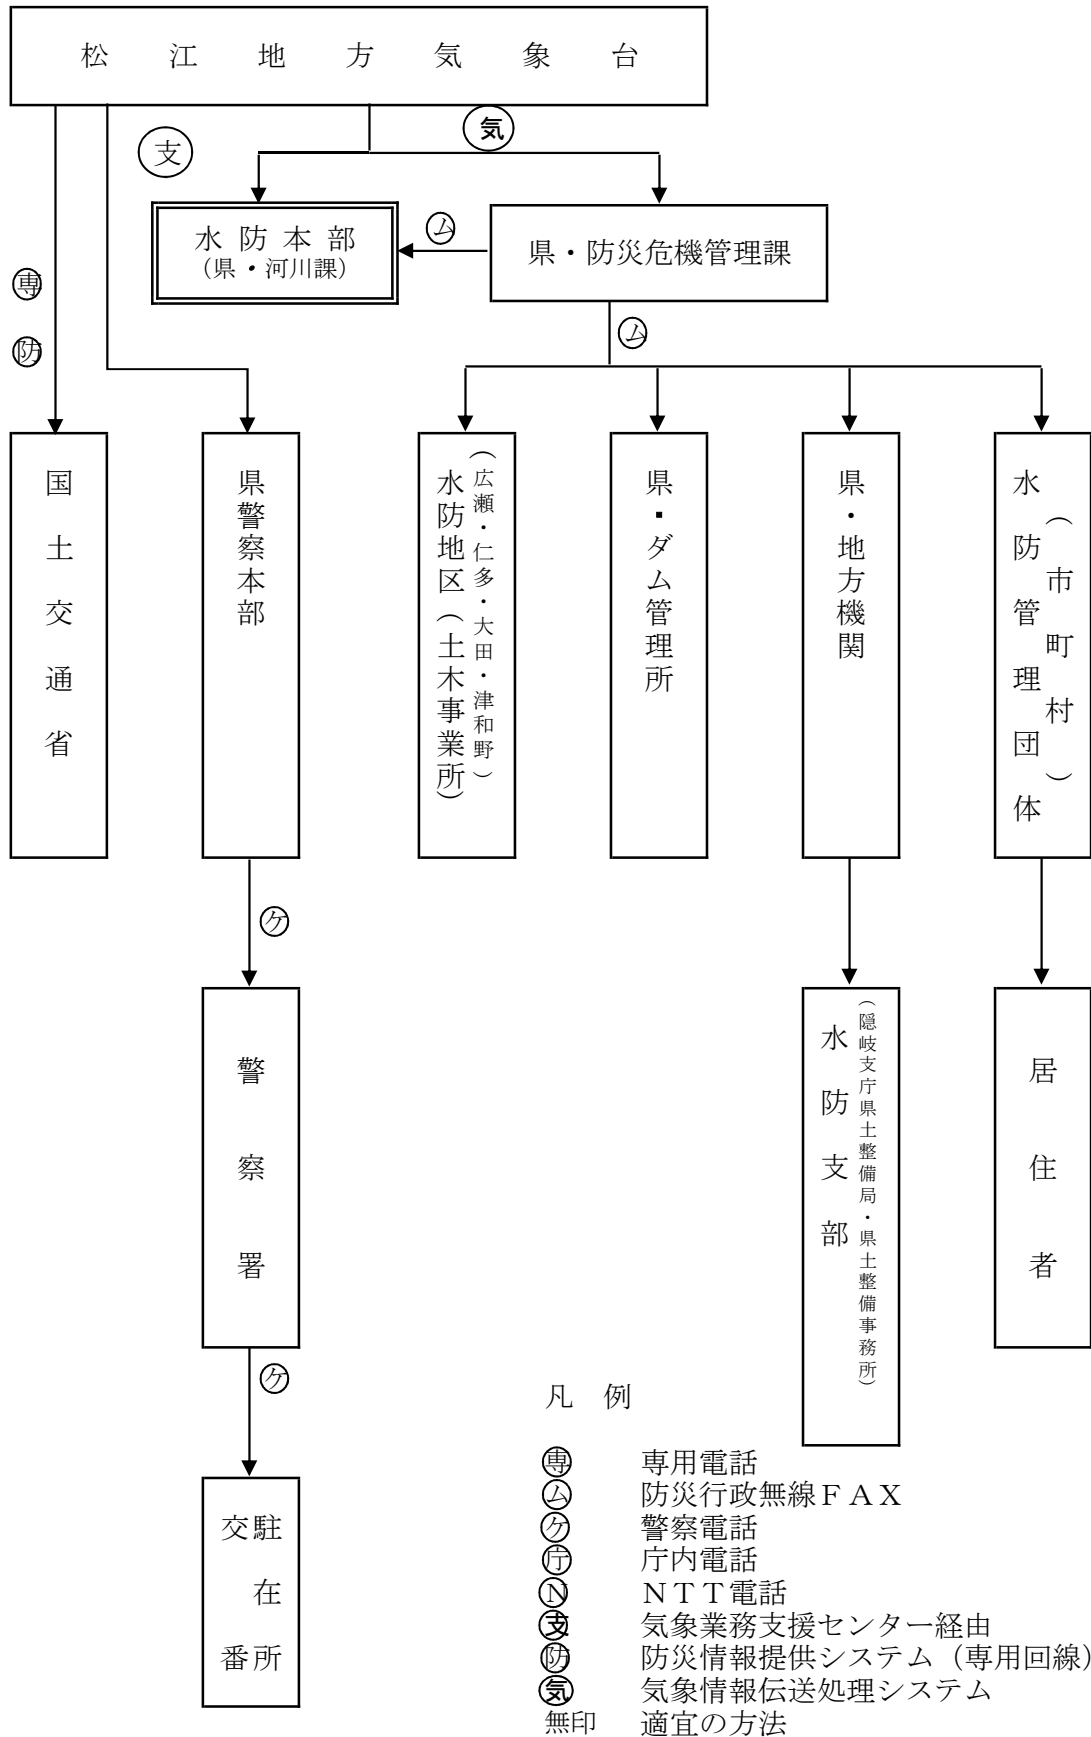 松江地方気象台
気
支
水防本部
(県・河川課)
ム
県・防災危機管理課
専
防
ム
国土交通省
県警察本部
水防地区(土木事業所)
(広瀬・仁多・大田・津和野)
県・ダム管理所
県・地方機関
水防管理団体
(市町村)
ケ
警察署
水防支部
(隠岐支庁県土整備局・県土整備事務所)
居住者
ケ
駐在所
交番
凡 例
専 専用電話
ム 防災行政無線FAX
ケ 警察電話
庁 庁内電話
N NTT電話
支 気象業務支援センター経由
防 防災情報提供システム(専用回線)
気 気象情報伝送処理システム
無印 適宜の方法